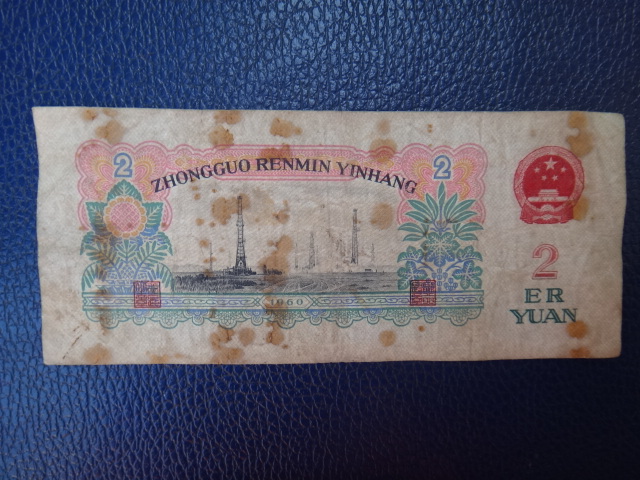 2 2
ZHONGGUO RENMIN YINHANG
1960
2
ER
YUAN